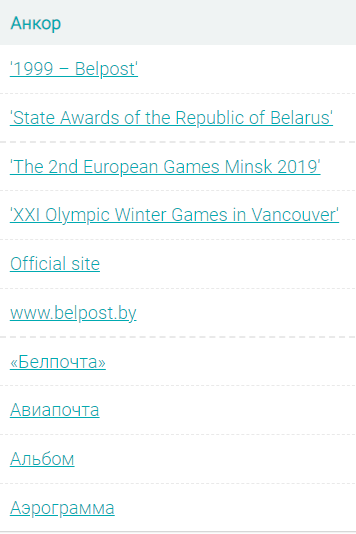 Анкор
'1999 – Belpost'
'State Awards of the Republic of Belarus'
'The 2nd European Games Minsk 2019'
'XXI Olympic Winter Games in Vancouver'
Official site
www.belpost.by
«Белпочта»
Авиапочта
Альбом
Аэрограмма